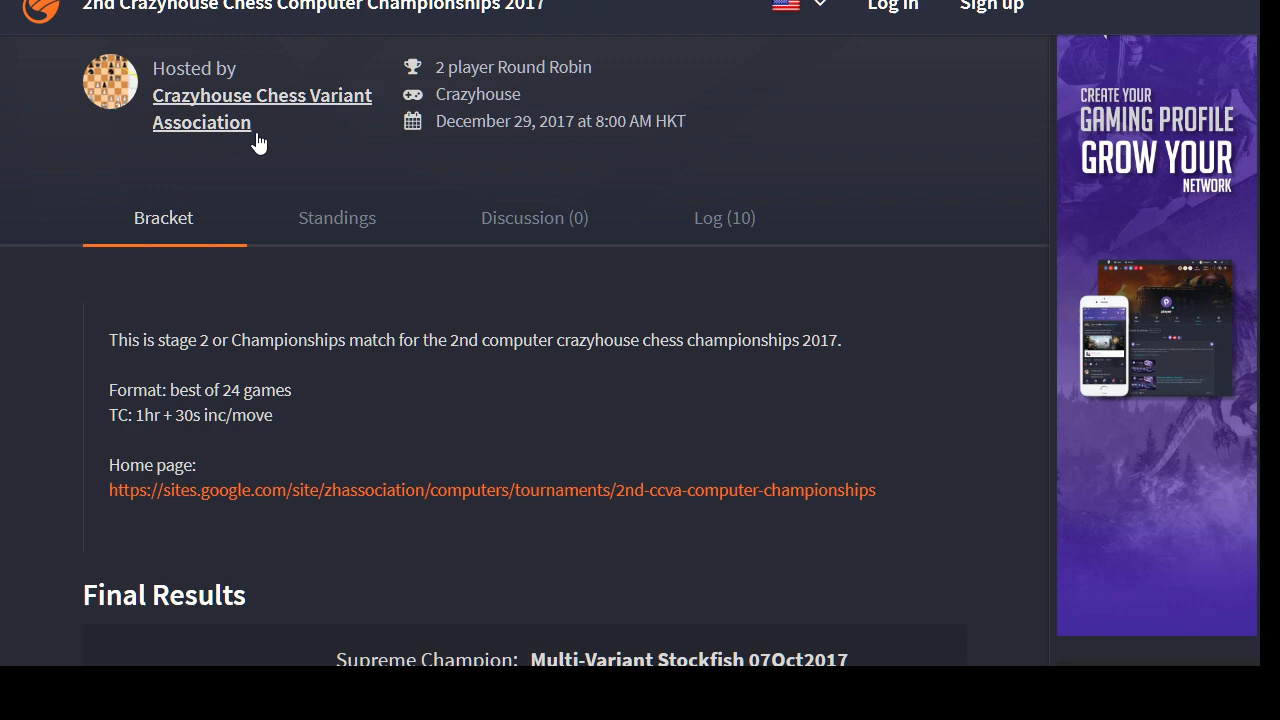 2nd Crazyhouse Chess Computer Championships 2017
Log in
Sign up
Hosted by
Crazyhouse Chess Variant
Association
2 player Round Robin
Crazyhouse
December 29, 2017 at 8:00 AM HKT
Bracket
Standings
Discussion (0)
Log (10)
This is stage 2 or Championships match for the 2nd computer crazyhouse chess championships 2017.
Format: best of 24 games
TC: 1hr + 30s inc/move
Home page:
https://sites.google.com/site/zhassociation/computers/tournaments/2nd-ccva-computer-championships
Final Results
Supreme Champion: Multi-Variant Stockfish 07Oct2017
CREATE YOUR
GAMING PROFILE
GROW YOUR
NETWORK